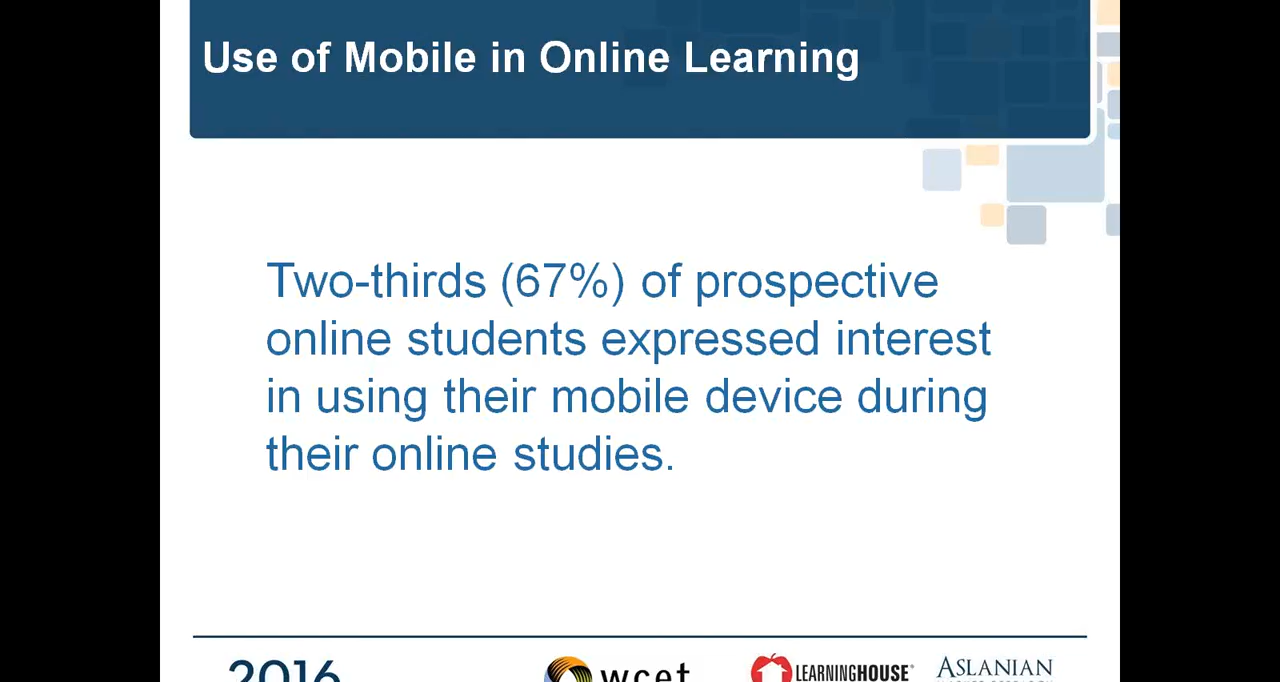 Use of Mobile in Online Learning
Two-thirds (67%) of prospective
online students expressed interest
in using their mobile device during
their online studies.
2016
wcet
LEARNINGHOUSE®
ASLANIAN